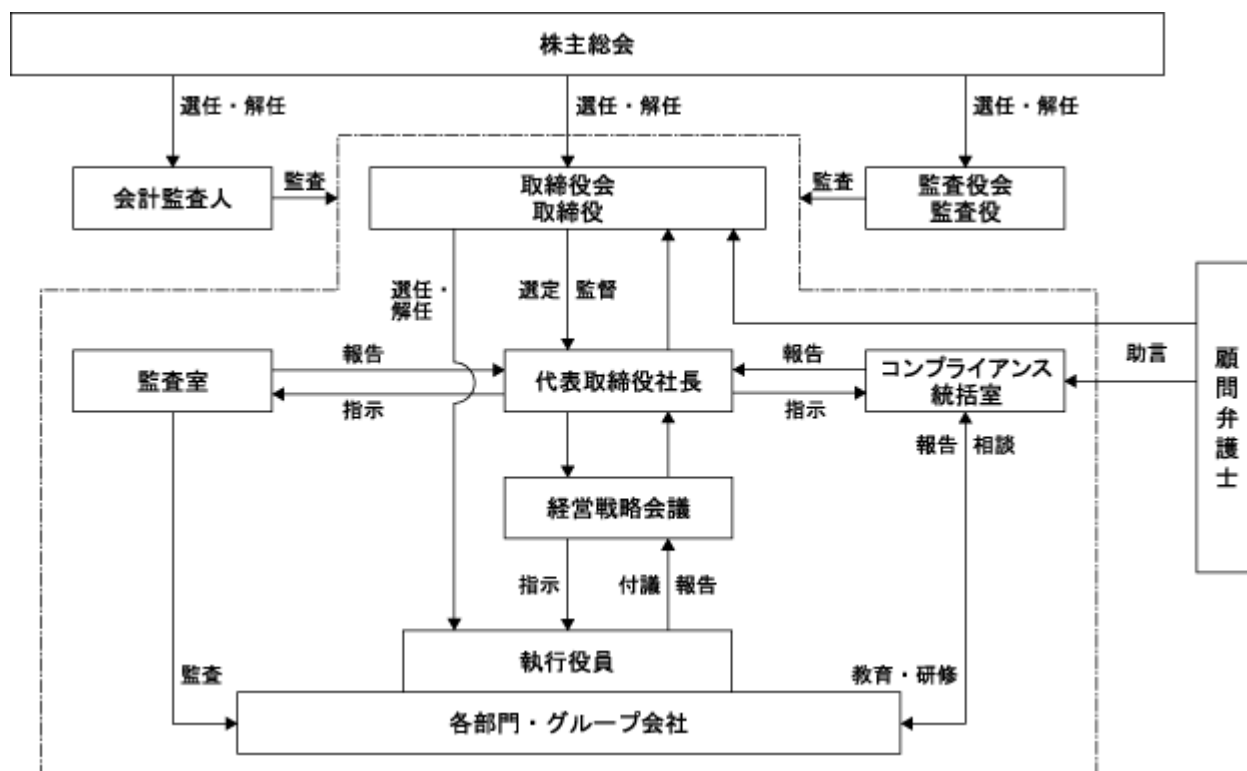 株主総会
選任・解任
選任・解任
選任・解任
会計監査人
監査
取締役会
取締役
監査
監査役会
監査役
選任・
解任
選定
監督
顧問弁護士
助言
監査室
報告
指示
代表取締役社長
報告
指示
コンプライアンス
統括室
報告
相談
経営戦略会議
指示
付議
報告
執行役員
監査
教育・研修
各部門・グループ会社